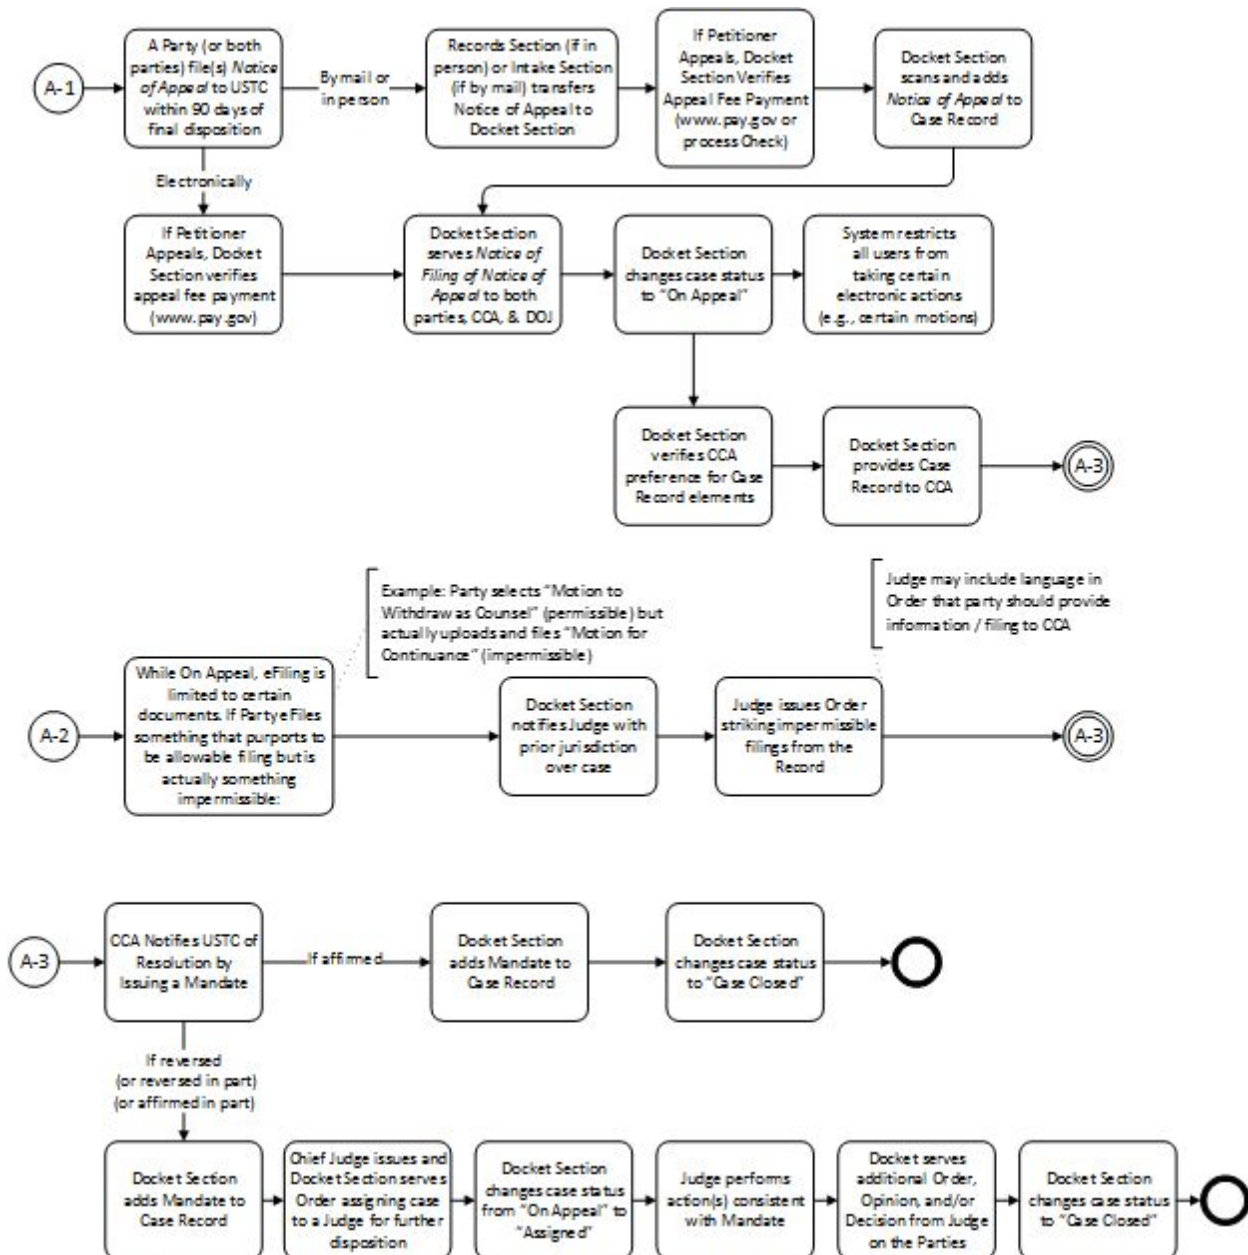 A-1
A Party (or both
parties) file(s) Notice
of Appeal to USTC
within 90 days of
final disposition
By mail or
in person
Records Section (if in
person) or Intake Section
(if by mail) transfers
Notice of Appeal to
Docket Section
If Petitioner
Appeals, Docket
Section Verifies
Appeal Fee Payment
(www.pay.gov or
process Check)
Docket Section
scans and adds
Notice of Appeal to
Case Record
Electronically
If Petitioner
Appeals, Docket
Section verifies
appeal fee payment
(www.pay.gov)
Docket Section
serves Notice of
Filing of Notice of
Appeal to both
parties, CCA, & DOJ
Docket Section
changes case status
to “On Appeal”
System restricts
all users from
taking certain
electronic actions
(e.g., certain motions)
Docket Section
verifies CCA
preference for Case
Record elements
Docket Section
provides Case
Record to CCA
A-3
Example: Party selects “Motion to
Withdraw as Counsel” (permissible) but
actually uploads and files “Motion for
Continuance” (impermissible)
Judge may include language in
Order that party should provide
information / filing to CCA
A-2
While On Appeal, eFiling is
limited to certain
documents. If Party eFiles
something that purports to
be allowable filing but is
actually something
impermissible:
Docket Section
notifies Judge with
prior jurisdiction
over case
Judge issues Order
striking impermissible
filings from the
Record
A-3
A-3
CCA Notifies USTC of
Resolution by
Issuing a Mandate
If affirmed
Docket Section
adds Mandate to
Case Record
Docket Section
changes case status
to “Case Closed”
If reversed
(or reversed in part)
(or affirmed in part)
Docket Section
adds Mandate to
Case Record
Chief Judge issues and
Docket Section serves
Order assigning case
to a Judge for further
disposition
Docket Section
changes case status
from “On Appeal” to
“Assigned”
Judge performs
action(s) consistent
with Mandate
Docket serves
additional Order,
Opinion, and/or
Decision from Judge
on the Parties
Docket Section
changes case status
to “Case Closed”